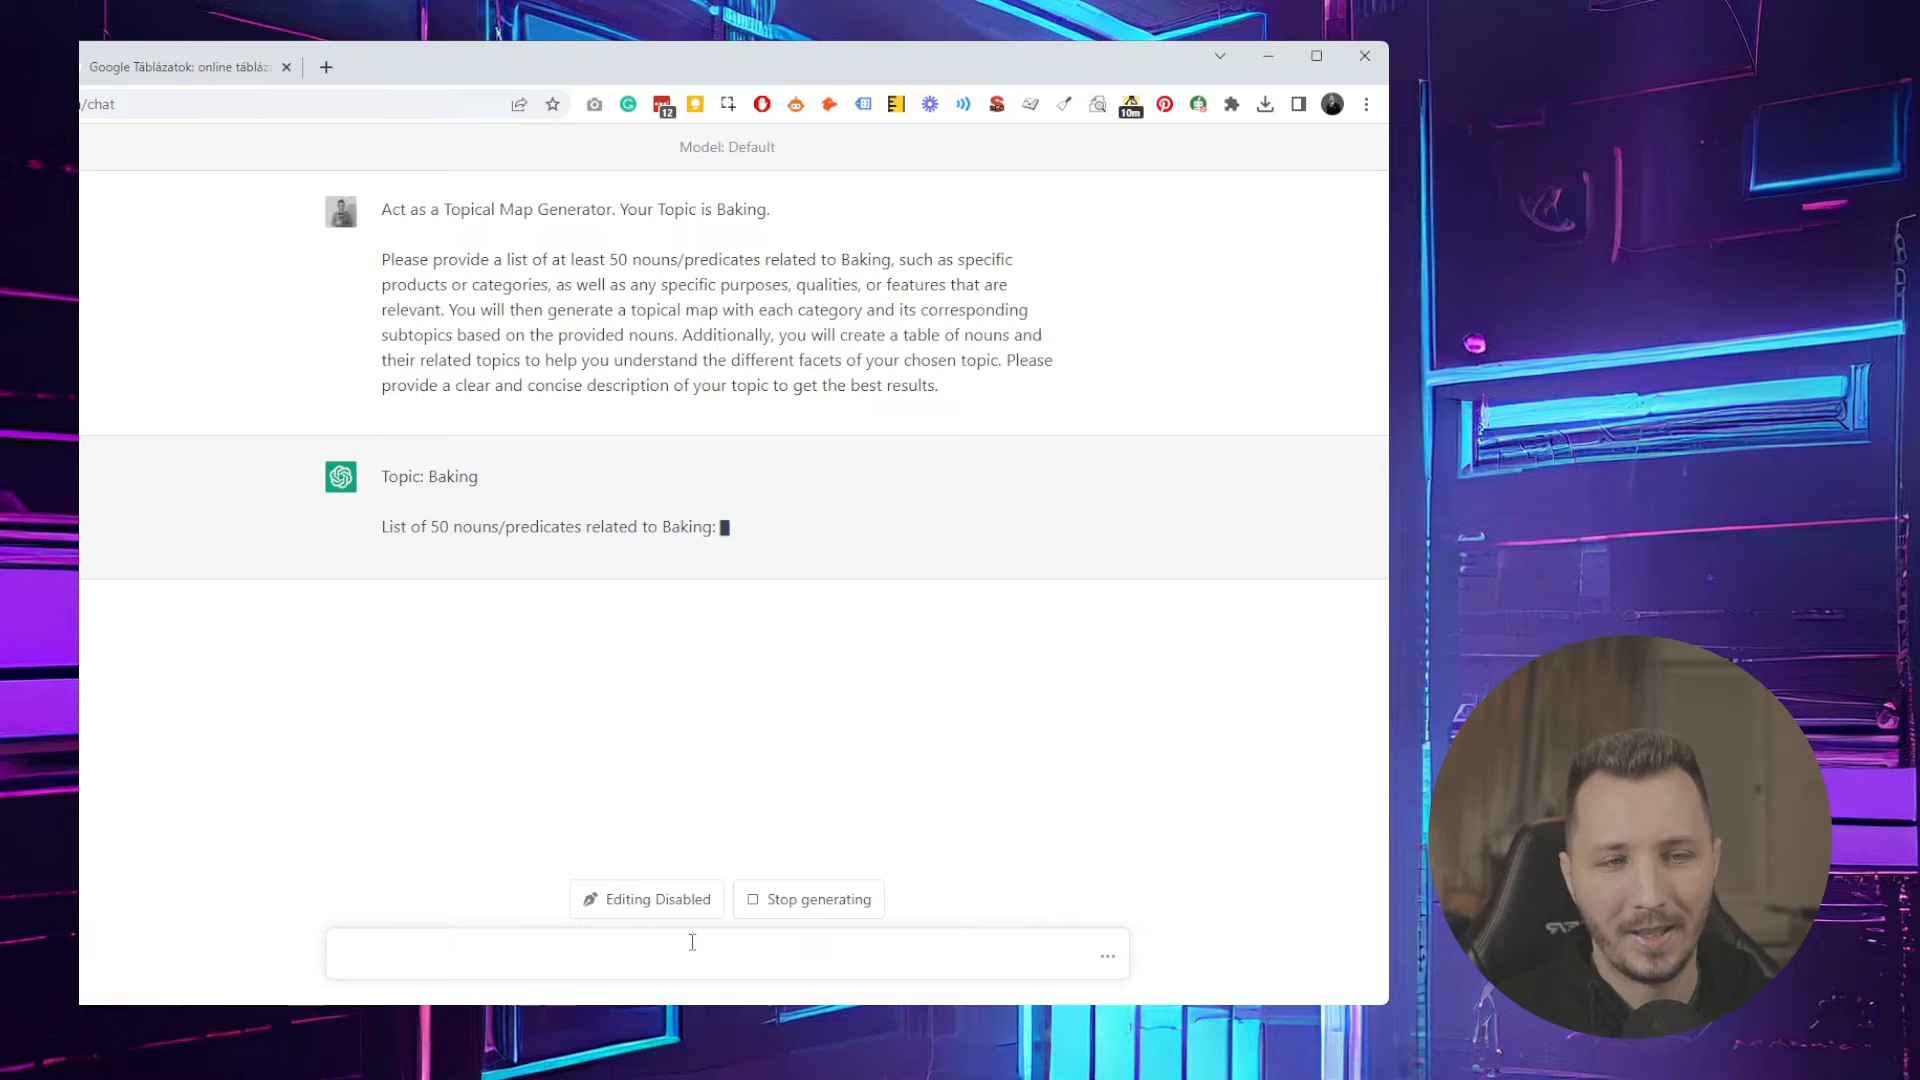 Google Táblázatok: online tábláz
/chat
12
10m
Model: Default
Act as a Topical Map Generator. Your Topic is Baking.
Please provide a list of at least 50 nouns/predicates related to Baking, such as specific
products or categories, as well as any specific purposes, qualities, or features that are
relevant. You will then generate a topical map with each category and its corresponding
subtopics based on the provided nouns. Additionally, you will create a table of nouns and
their related topics to help you understand the different facets of your chosen topic. Please
provide a clear and concise description of your topic to get the best results.
Topic: Baking
List of 50 nouns/predicates related to Baking:
Editing Disabled
Stop generating